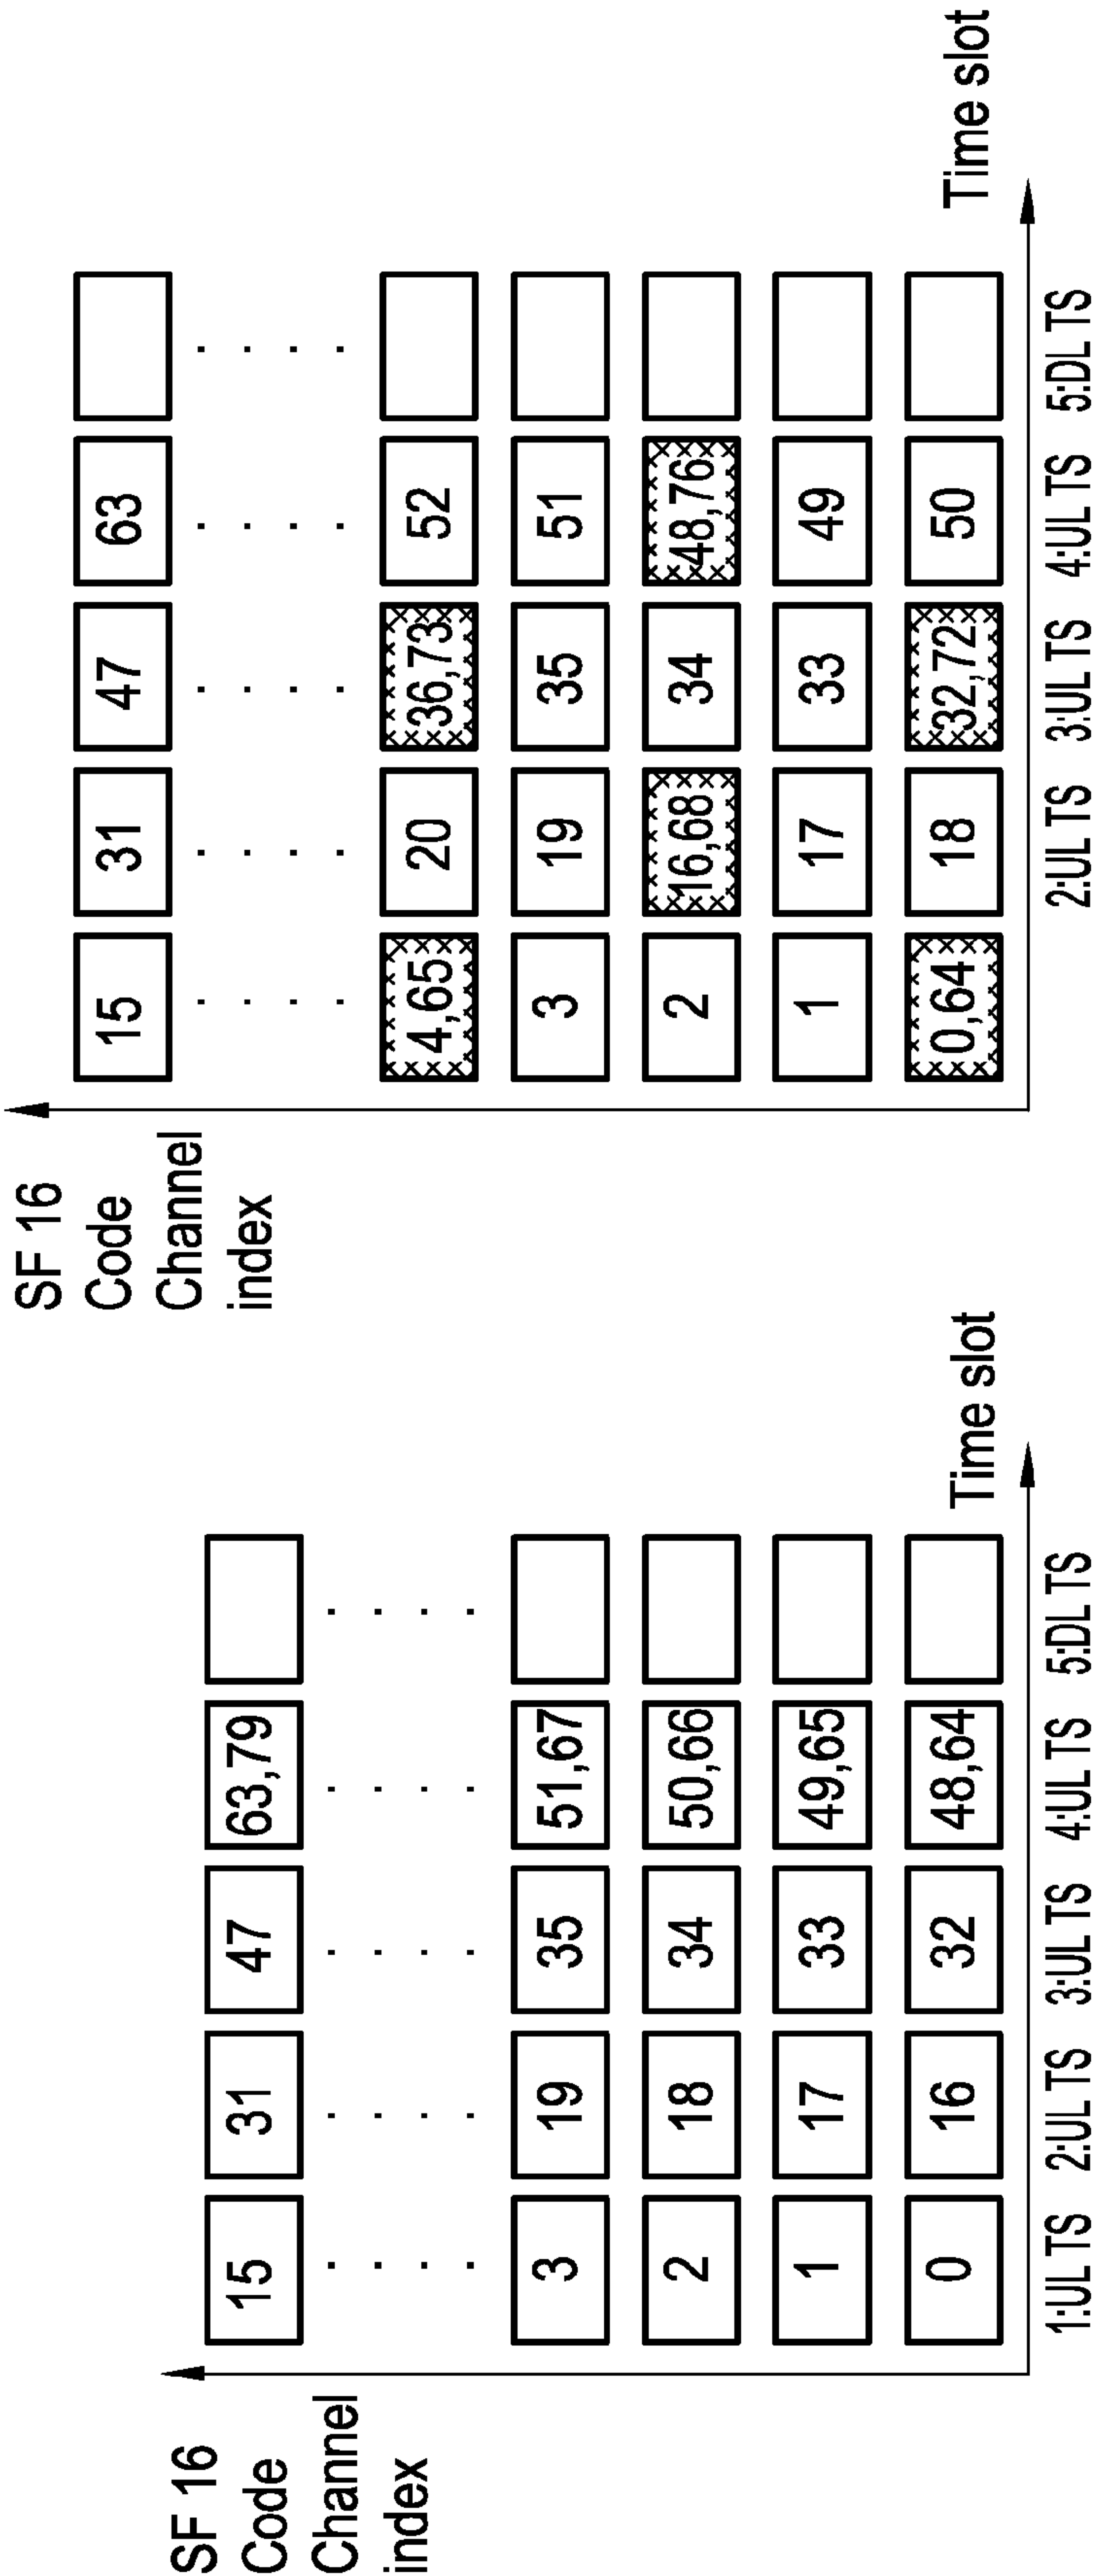 SF 16
Code
Channel
index
15 31 47 63,79
. . . . . . . . . . . . . . . . . . . .
3 19 35 51,67
2 18 34 50,66
1 17 33 49,65
0 16 32 48,64
Time slot
1:UL TS 2:UL TS 3:UL TS 4:UL TS 5:DL TS
SF 16
Code
Channel
index
15 31 47 63
. . . . . . . . . . . . . . . . . . . .
4,65 20 36,73 52
3 19 35 51
2 16,68 34 48,76
1 17 33 49
0,64 18 32,72 50
Time slot
2:UL TS 3:UL TS 4:UL TS 5:DL TS